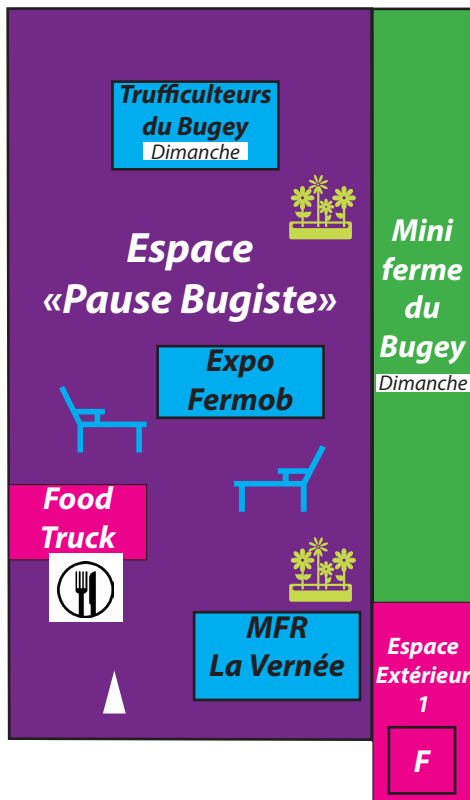 Trufficulteurs
du Bugey
Dimanche
Espace
«Pause Bugiste»
Expo
Fermob
Food
Truck
MFR
La Vernée
Mini
ferme
du
Bugey
Dimanche
Espace
Extérieur
1
F